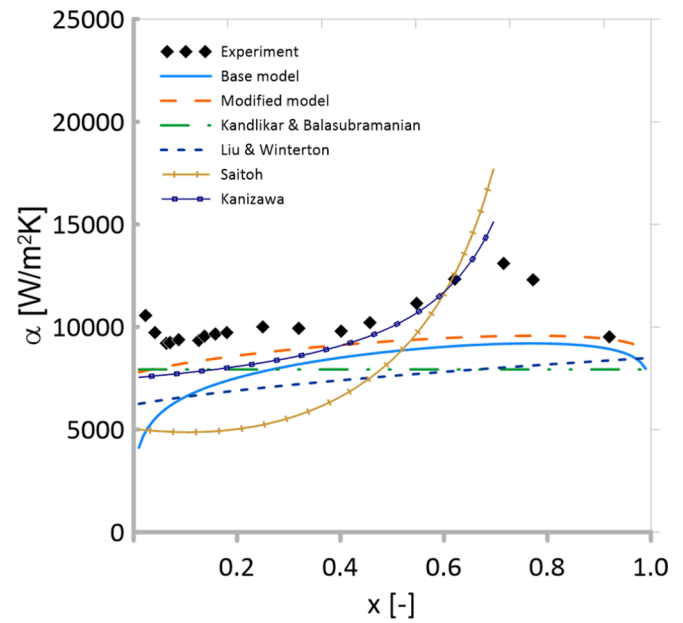 25000
20000
15000
10000
5000
0
α [W/m²K]
Experiment
Base model
Modified model
Kandlikar & Balasubramanian
Liu & Winterton
Saitoh
Kanizawa
0.2 0.4 0.6 0.8 1.0
x [-]